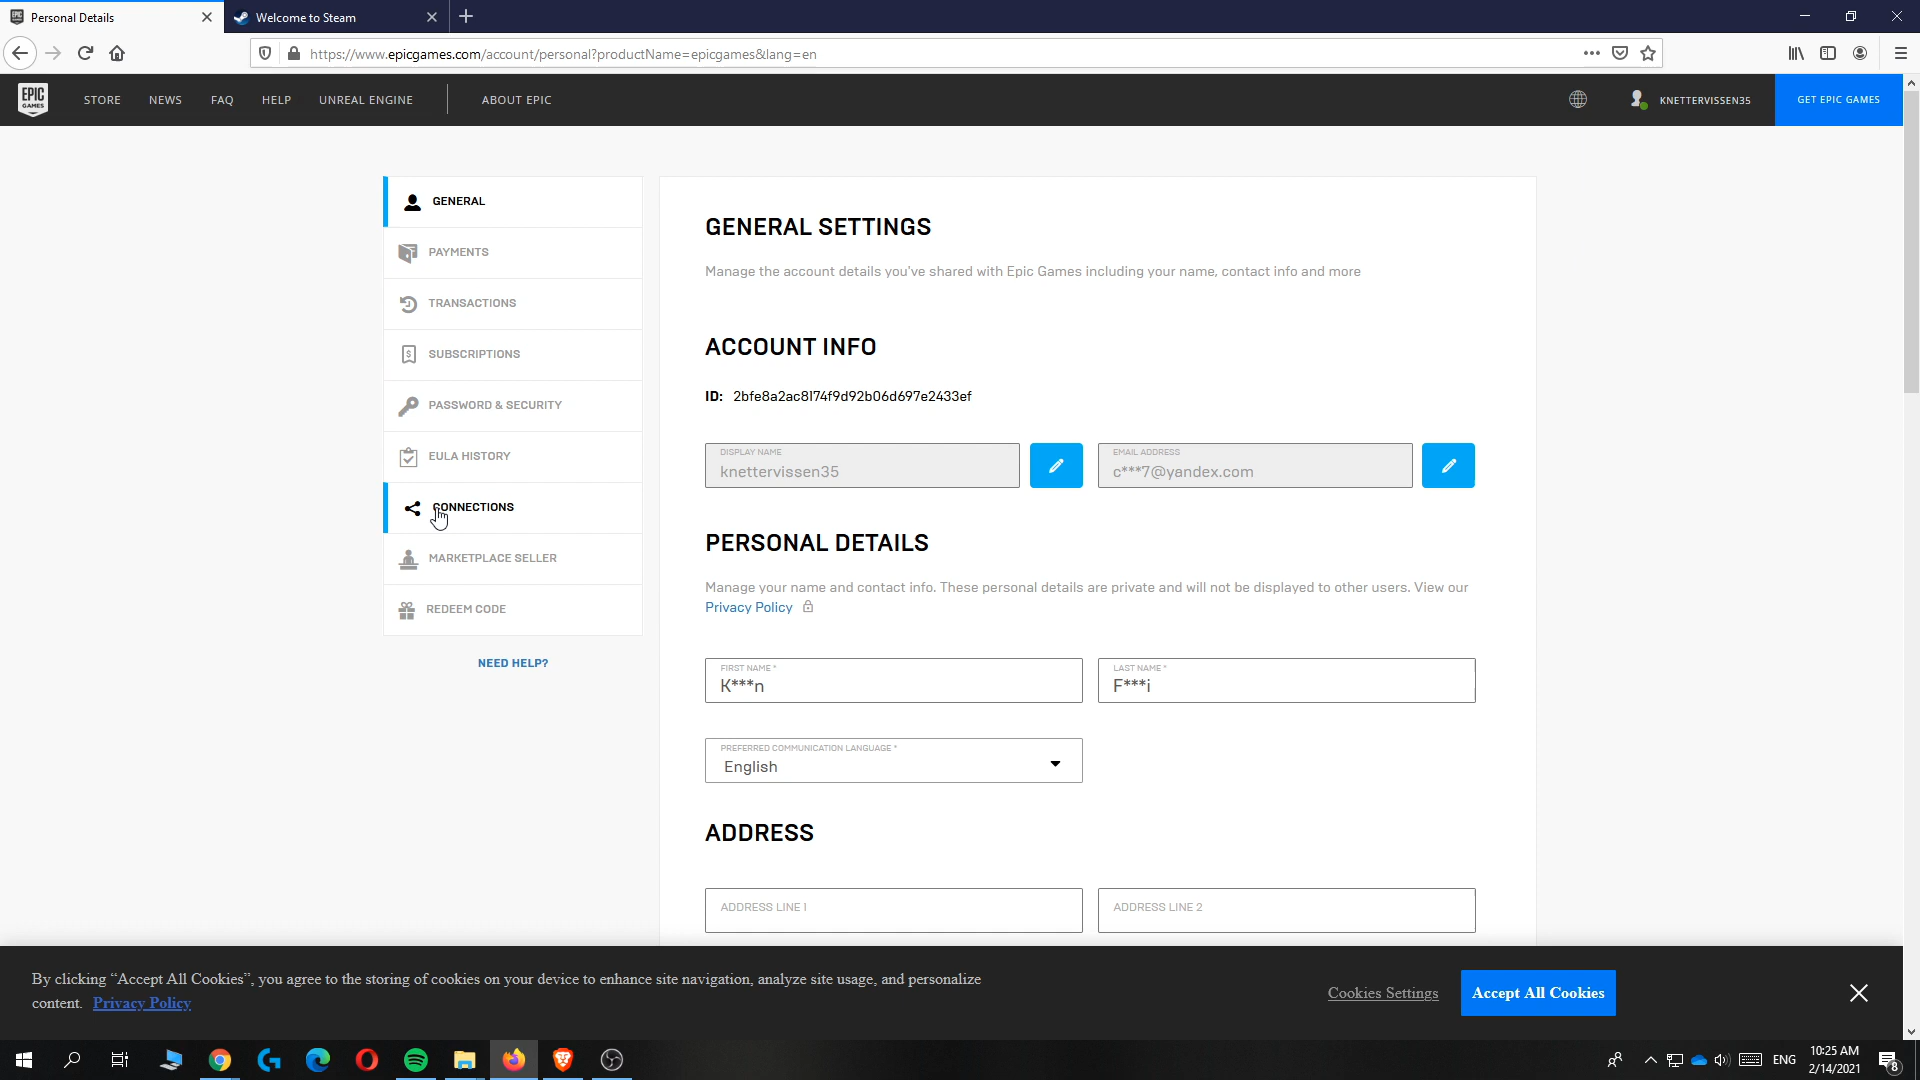 Personal Details
Welcome to Steam
https://www.epicgames.com/account/personal?productName=epicgames&lang=en
EPIC
GAMES
STORE
NEWS
FAQ
HELP
UNREAL ENGINE
ABOUT EPIC
KNETTERVISSEN35
GET EPIC GAMES
GENERAL
PAYMENTS
TRANSACTIONS
SUBSCRIPTIONS
PASSWORD & SECURITY
EULA HISTORY
CONNECTIONS
MARKETPLACE SELLER
REDEEM CODE
NEED HELP?
GENERAL SETTINGS
Manage the account details you've shared with Epic Games including your name, contact info and more
ACCOUNT INFO
ID: 2bfe8a2ac8174f9d92b06d697e2433ef
DISPLAY NAME
knettervissen35
EMAIL ADDRESS
c***7@yandex.com
PERSONAL DETAILS
Manage your name and contact info. These personal details are private and will not be displayed to other users. View our
Privacy Policy
FIRST NAME *
K***n
LAST NAME *
F***i
PREFERRED COMMUNICATION LANGUAGE *
English
ADDRESS
ADDRESS LINE 1
ADDRESS LINE 2
By clicking “Accept All Cookies”, you agree to the storing of cookies on your device to enhance site navigation, analyze site usage, and personalize
content. Privacy Policy
Cookies Settings
Accept All Cookies
ENG
10:25 AM
2/14/2021
8